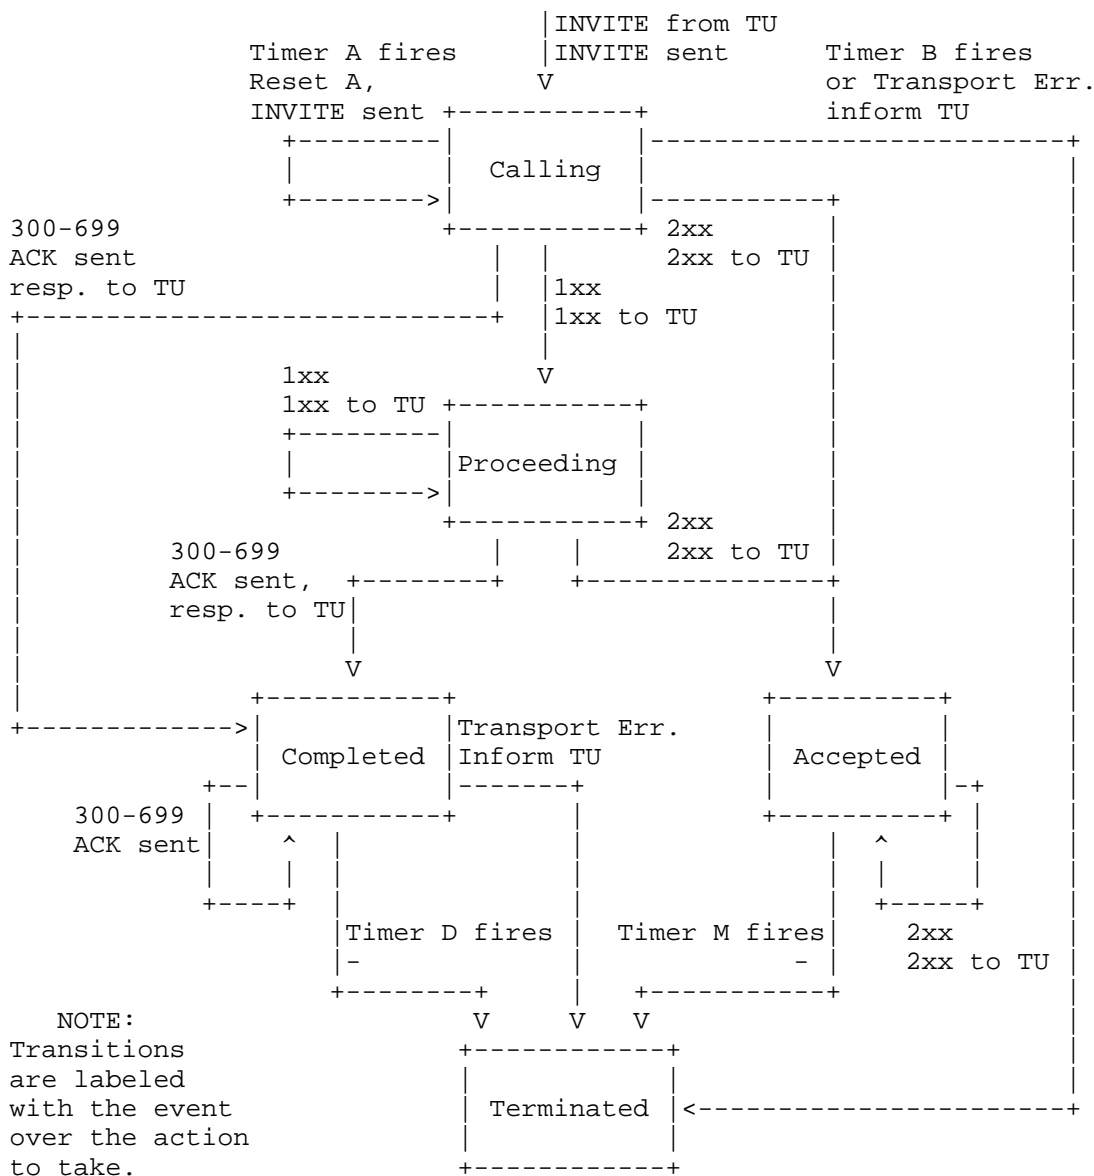 INVITE from TU
Timer A fires INVITE sent Timer B fires
Reset A, V or Transport Err.
INVITE sent inform TU
Calling
300-699 2xx
ACK sent 2xx to TU
resp. to TU 1xx
1xx to TU
1xx V
1xx to TU
Proceeding
2xx
300-699 2xx to TU
ACK sent,
resp. to TU
V V
Transport Err.
Completed Inform TU Accepted
300-699
ACK sent ^ ^
Timer D fires Timer M fires 2xx
- - 2xx to TU
NOTE: V V V
Transitions
are labeled
with the event Terminated
over the action
to take.